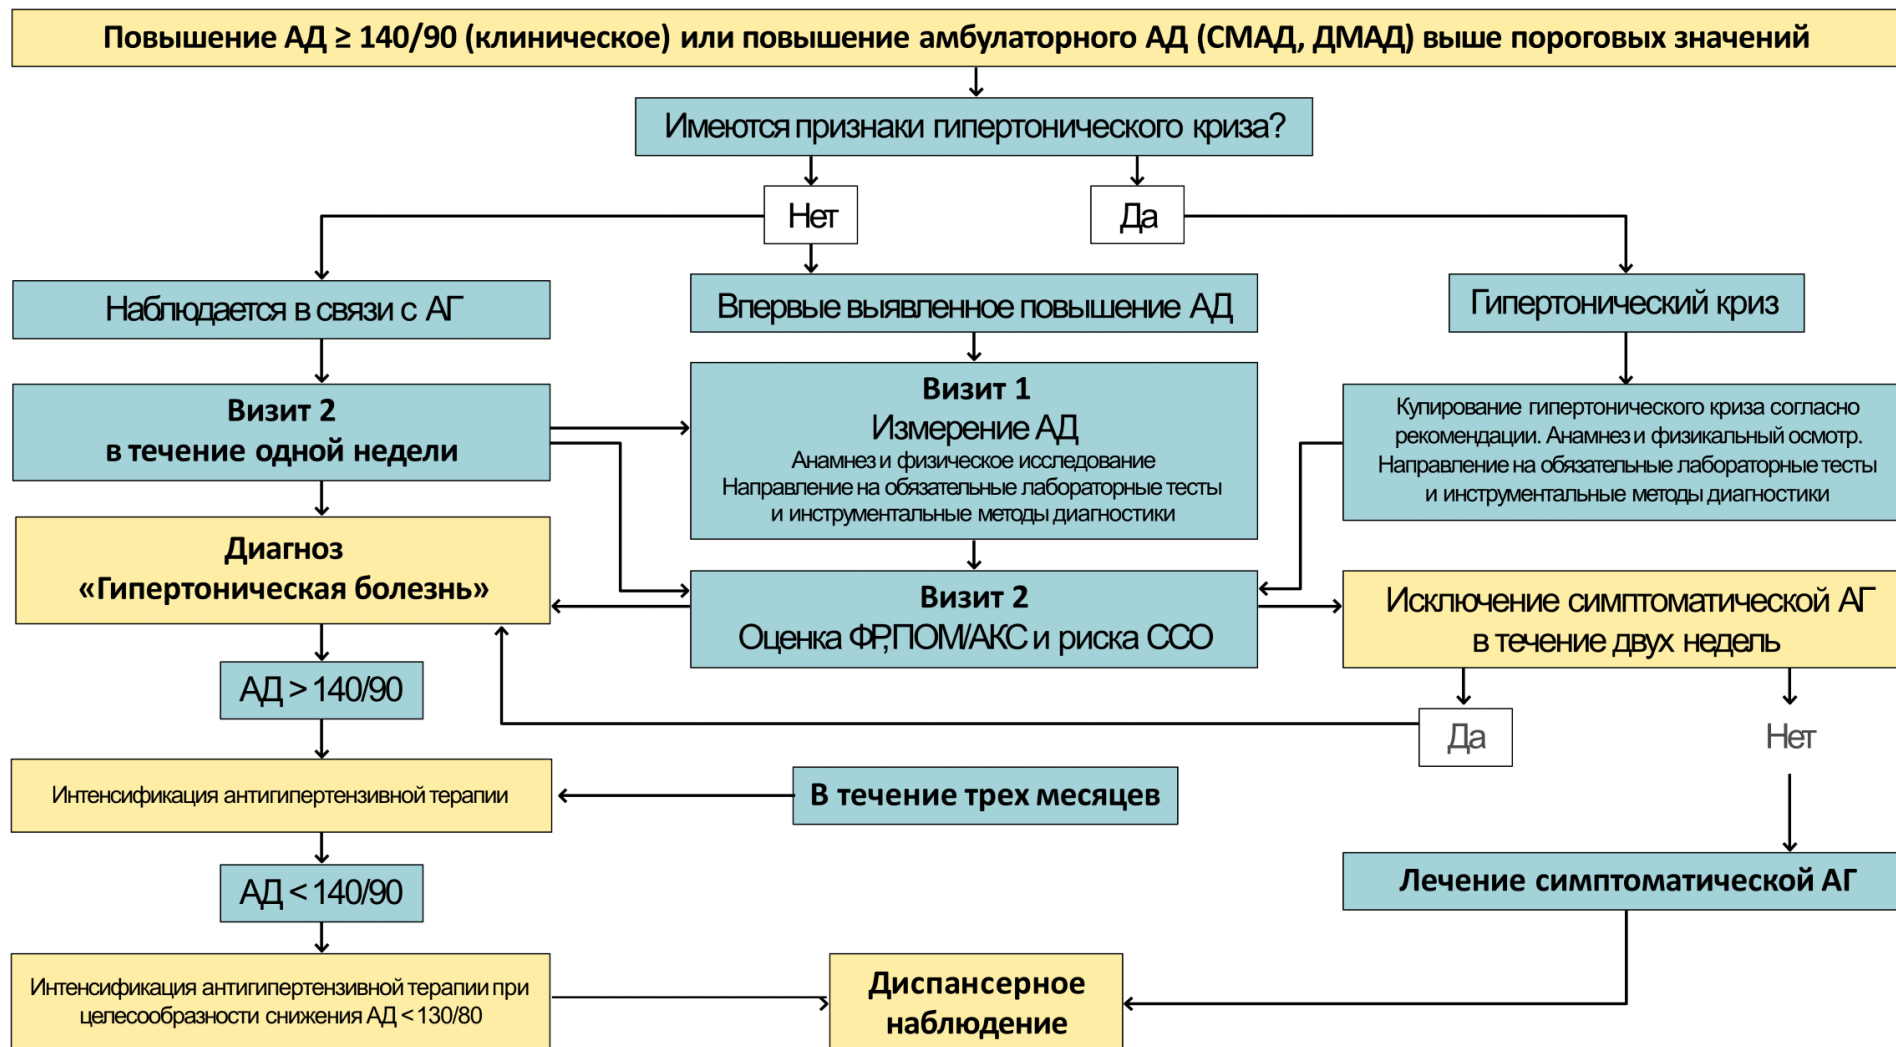 Повышение АД ≥ 140/90 (клиническое) или повышение амбулаторного АД (СМАД, ДМАД) выше пороговых значений
Имеются признаки гипертонического криза?
Нет
Да
Наблюдается в связи с АГ
Впервые выявленное повышение АД
Гипертонический криз
Визит 2
в течение одной недели
Визит 1
Измерение АД
Анамнез и физическое исследование
Направление на обязательные лабораторные тесты
и инструментальные методы диагностики
Купирование гипертонического криза согласно
рекомендации. Анамнез и физикальный осмотр.
Направление на обязательные лабораторные тесты
и инструментальные методы диагностики
Диагноз
«Гипертоническая болезнь»
Визит 2
Оценка ФР,ПОМ/АКС и риска ССО
Исключение симптоматической АГ
в течение двух недель
АД > 140/90
Да
Нет
Интенсификация антигипертензивной терапии
В течение трех месяцев
АД < 140/90
Лечение симптоматической АГ
Интенсификация антигипертензивной терапии при
целесообразности снижения АД < 130/80
Диспансерное
наблюдение